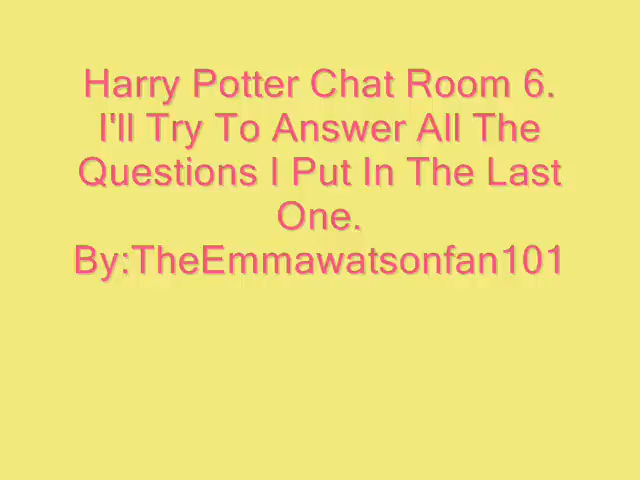 Harry Potter Chat Room 6.
I'll Try To Answer All The
Questions I Put In The Last
One.
By:TheEmmawatsonfan101